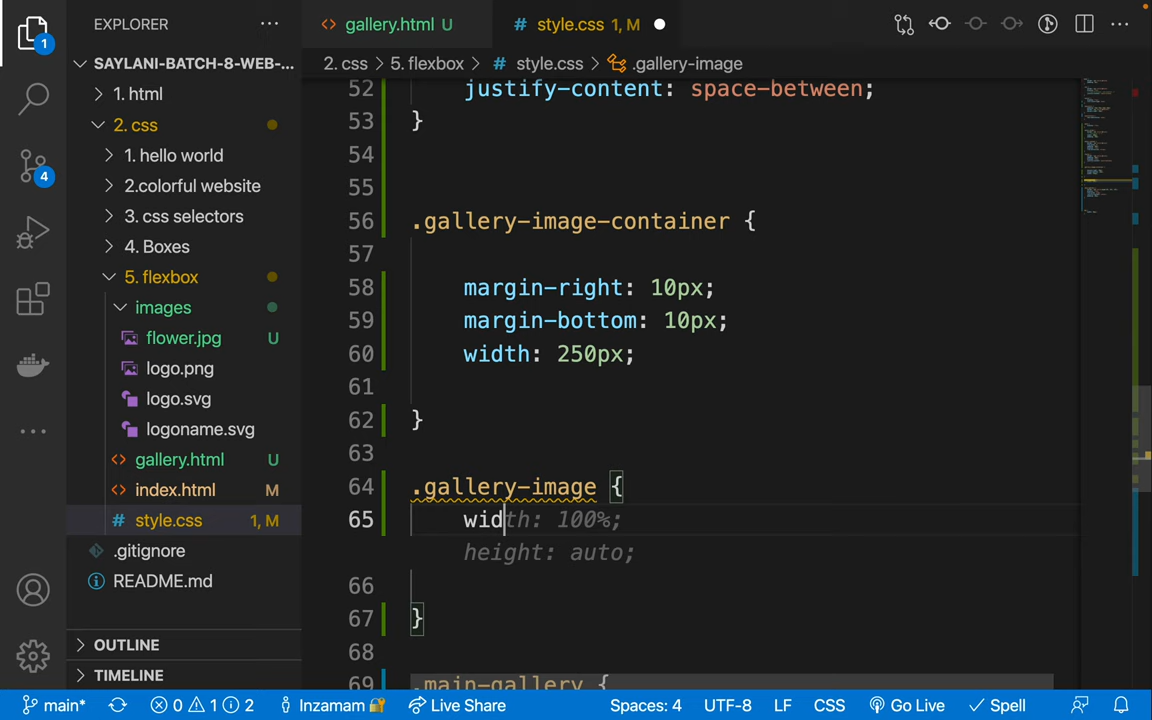 EXPLORER
gallery.html U
# style.css 1, M
SAYLANI-BATCH-8-WEB-...
2. css > 5. flexbox > # style.css > .gallery-image
1. html
2. css
1. hello world
2.colorful website
3. css selectors
4. Boxes
5. flexbox
images
flower.jpg U
logo.png
logo.svg
logoname.svg
gallery.html U
index.html M
# style.css 1, M
.gitignore
README.md
OUTLINE
TIMELINE
1
4
52 justify-content: space-between;
53 }
54
55
56 .gallery-image-container {
57
58 margin-right: 10px;
59 margin-bottom: 10px;
60 width: 250px;
61
62 }
63
64 .gallery-image {
65 width: 100%;
height: auto;
66
67 }
68
69 .main-gallery {
main* 0 1 2 Inzamam Live Share Spaces: 4 UTF-8 LF CSS Go Live Spell